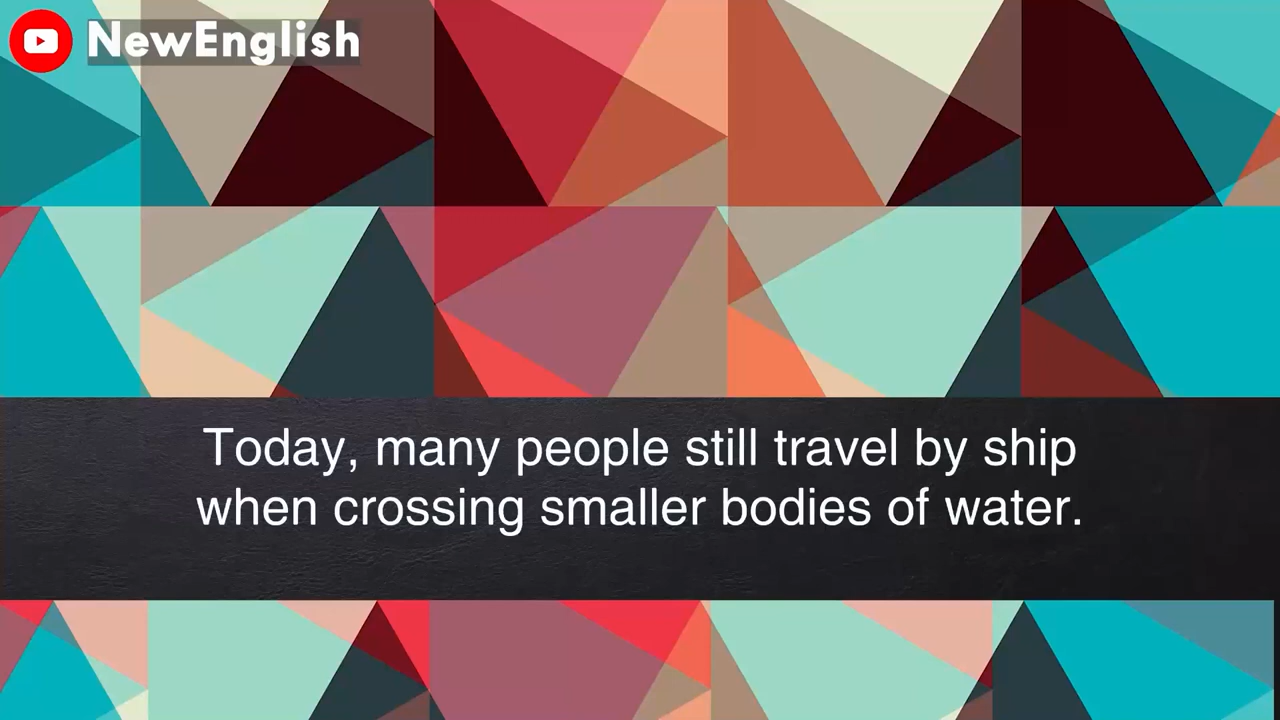 NewEnglish
Today, many people still travel by ship
when crossing smaller bodies of water.